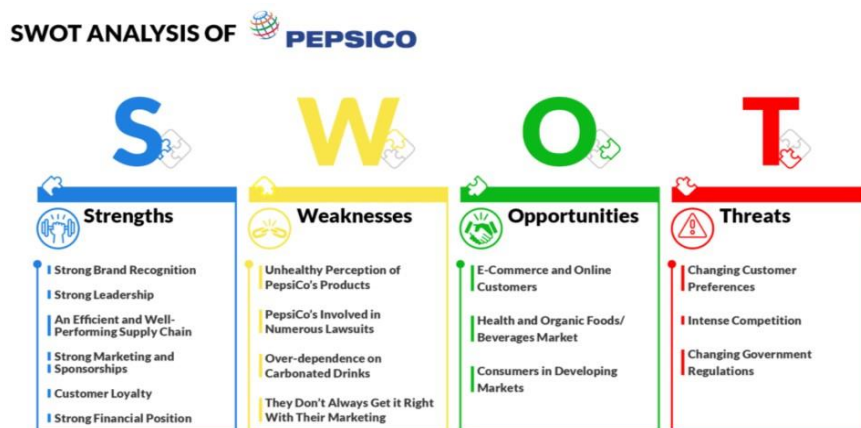 SWOT ANALYSIS OF PEPSICO
S W O T
Strengths
Strong Brand Recognition
Strong Leadership
An Efficient and Well-
Performing Supply Chain
Strong Marketing and
Sponsorships
Customer Loyalty
Strong Financial Position
Weaknesses
Unhealthy Perception of
PepsiCo's Products
PepsiCo's Involved in
Numerous Lawsuits
Over-dependence on
Carbonated Drinks
They Don't Always Get it Right
With Their Marketing
Opportunities
E-Commerce and Online
Customers
Health and Organic Foods/
Beverages Market
Consumers in Developing
Markets
Threats
Changing Customer
Preferences
Intense Competition
Changing Government
Regulations